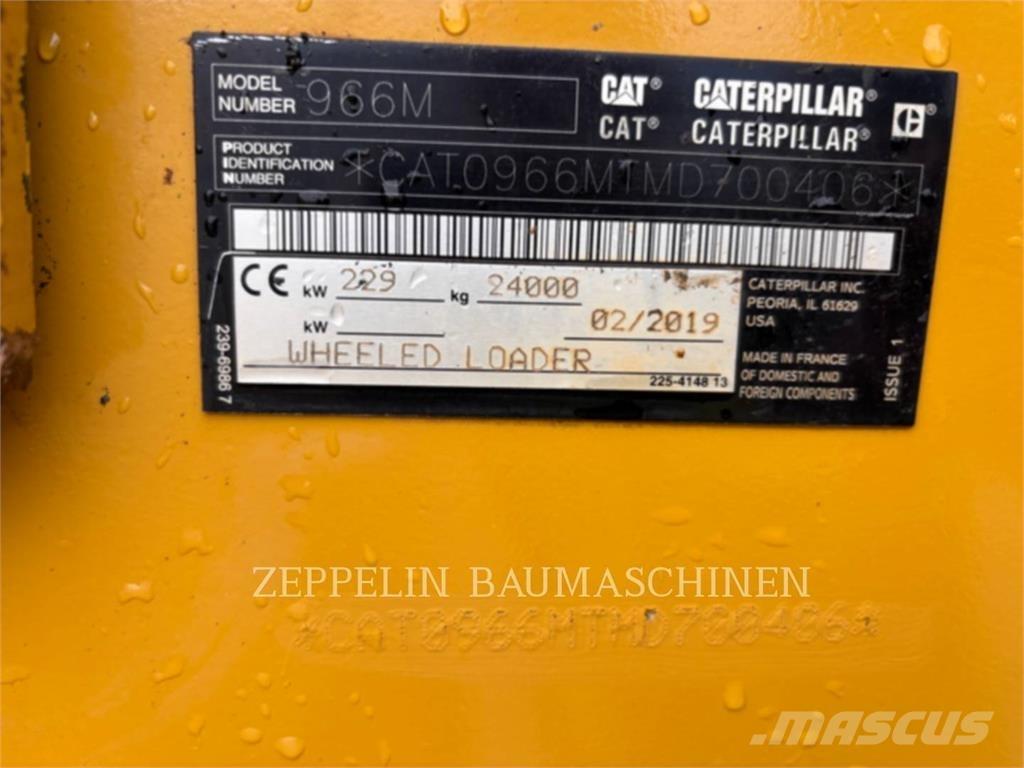 MODEL
NUMBER 966M
CAT® CATERPILLAR®
CAT® CATERPILLAR C®
PRODUCT
IDENTIFICATION
NUMBER *CAT0966MTMD700406*
CE kW 229 kg 24000
kW 02/2019
WHEELED LOADER
225-4148 13
239-6986 7
CATERPILLAR INC.
PEORIA, IL 61629
USA
MADE IN FRANCE
OF DOMESTIC AND
FOREIGN COMPONENTS
ISSUE 1
ZEPPELIN BAUMASCHINEN
*CAT0966MTMD700406*
MASCUS